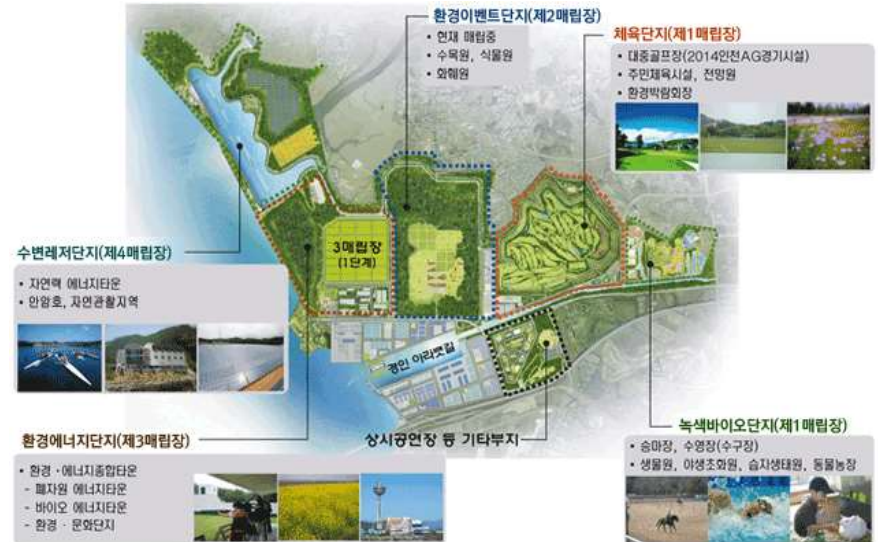 환경이벤트단지(제2매립장)
• 현재 매립중
• 수목원, 식물원
• 화훼원
체육단지(제1매립장)
• 대중골프장(2014인천AG경기시설)
• 주민체육시설, 전망원
• 환경박람회장
수변레저단지(제4매립장)
• 자연력 에너지타운
• 안암호, 자연관찰지역
3매립장
(1단계)
경인 아라뱃길
환경에너지단지(제3매립장)
• 환경·에너지종합타운
- 폐자원 에너지타운
- 바이오 에너지타운
- 환경·문화단지
상시공연장 등 기타부지
녹색바이오단지(제1매립장)
• 승마장, 수영장(수구장)
• 생물원, 야생초화원, 습지생태원, 동물농장